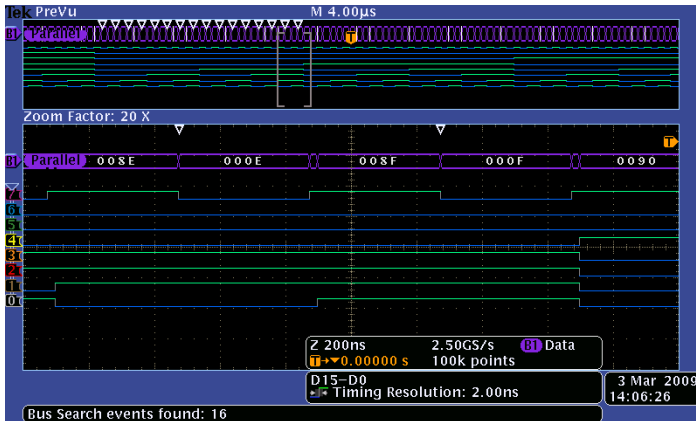 Tek PreVu M 4.00µs
B1 Parallel
T
Zoom Factor: 20 X
T
B1 Parallel 008E 000E 008F 000F 0090
7
6
5
4
3
2
1
0
Z 200ns 2.50GS/s B1 Data
T→▼0.00000 s 100k points
D15-D0
Timing Resolution: 2.00ns
3 Mar 2009
14:06:26
Bus Search events found: 16